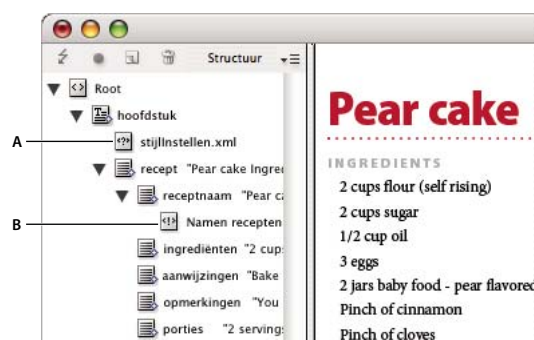 Structuur
Root
hoofdstuk
A
stijlInstellen.xml
recept "Pear cake Ingre
receptnaam "Pear c
B
Namen recepten
ingrediënten "2 cup
aanwijzingen "Bake
opmerkingen "You
porties "2 serving
Pear cake
INGREDIENTS
2 cups flour (self rising)
2 cups sugar
1/2 cup oil
3 eggs
2 jars baby food - pear flavored
Pinch of cinnamon
Pinch of cloves